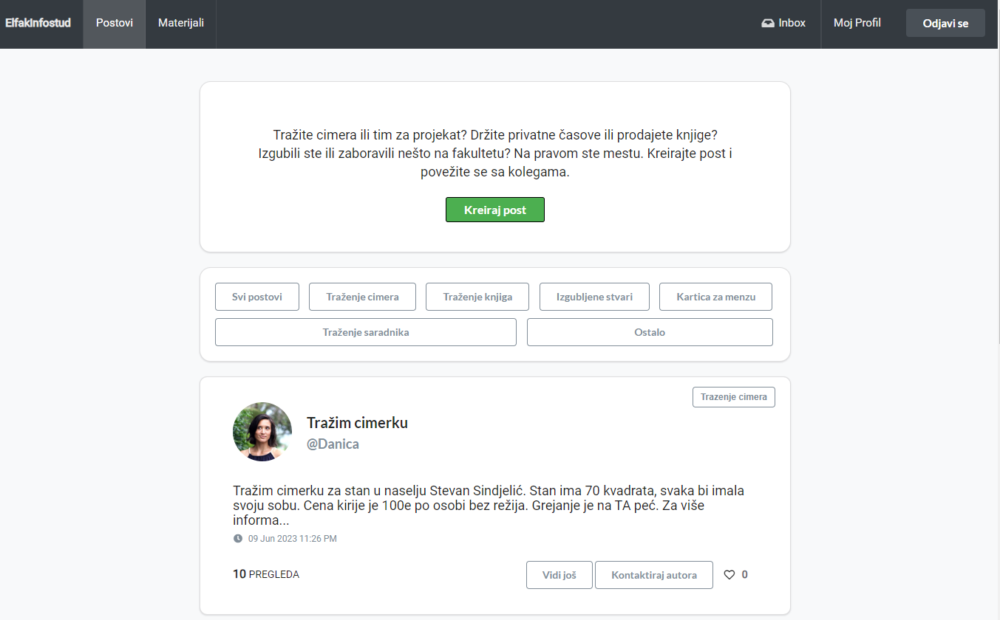 ElfakInfostud
Postovi
Materijali
Inbox
Moj Profil
Odjavi se
Tražite cimera ili tim za projekat? Držite privatne časove ili prodajete knjige?
Izgubili ste ili zaboravili nešto na fakultetu? Na pravom ste mestu. Kreirajte post i
povežite se sa kolegama.
Kreiraj post
Svi postovi
Traženje cimera
Traženje knjiga
Izgubljene stvari
Kartica za menzu
Traženje saradnika
Ostalo
Trazenje cimera
Tražim cimerku
@Danica
Tražim cimerku za stan u naselju Stevan Sindjelić. Stan ima 70 kvadrata, svaka bi imala
svoju sobu. Cena kirije je 100e po osobi bez režija. Grejanje je na TA peć. Za više
informa...
09 Jun 2023 11:26 PM
10 PREGLEDA
Vidi još
Kontaktiraj autora
0